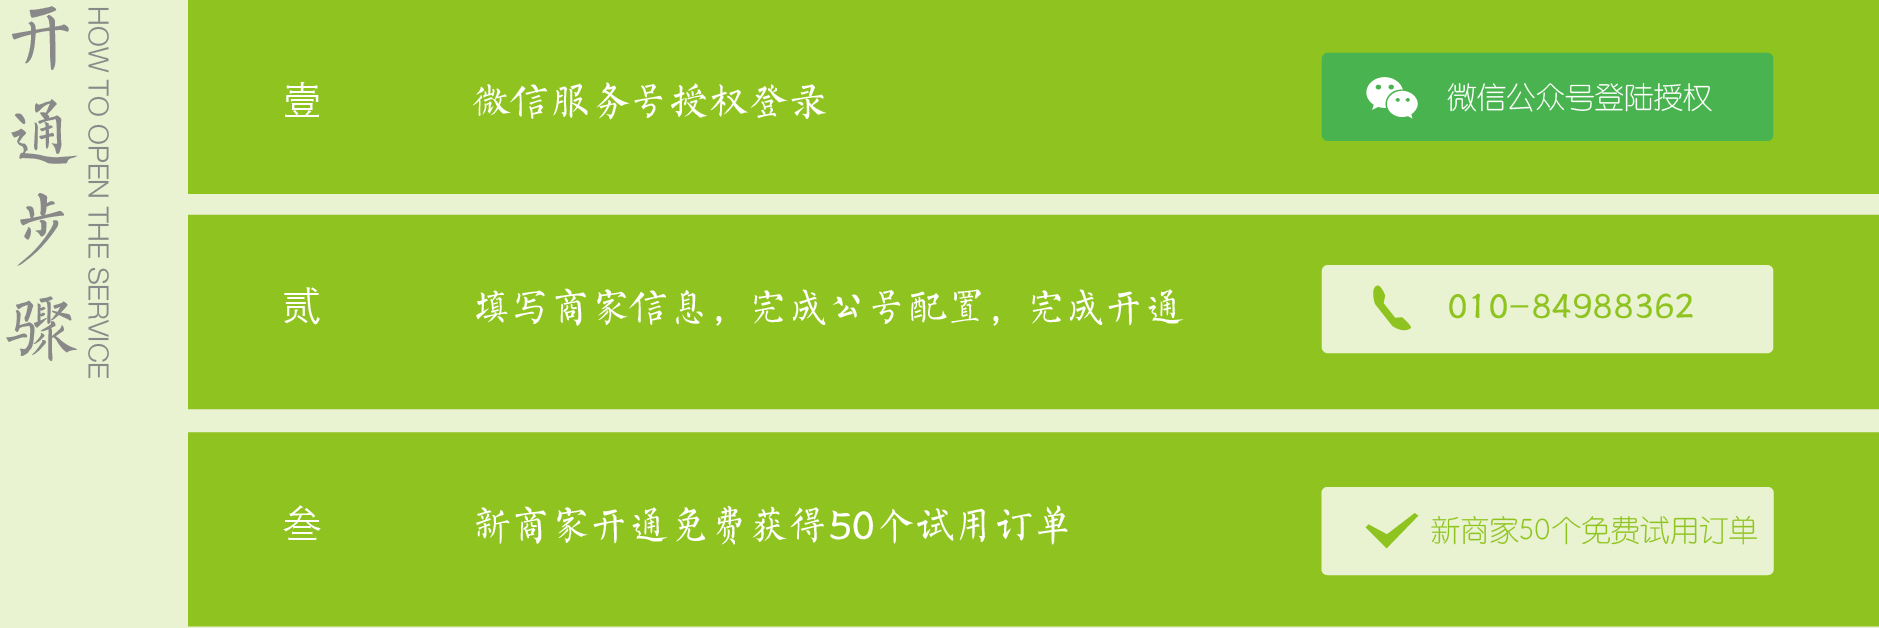 开通步骤
HOW TO OPEN THE SERVICE
壹
微信服务号授权登录
微信公众号登陆授权
贰
填写商家信息，完成公号配置，完成开通
010-84988362
叁
新商家开通免费获得50个试用订单
新商家50个免费试用订单